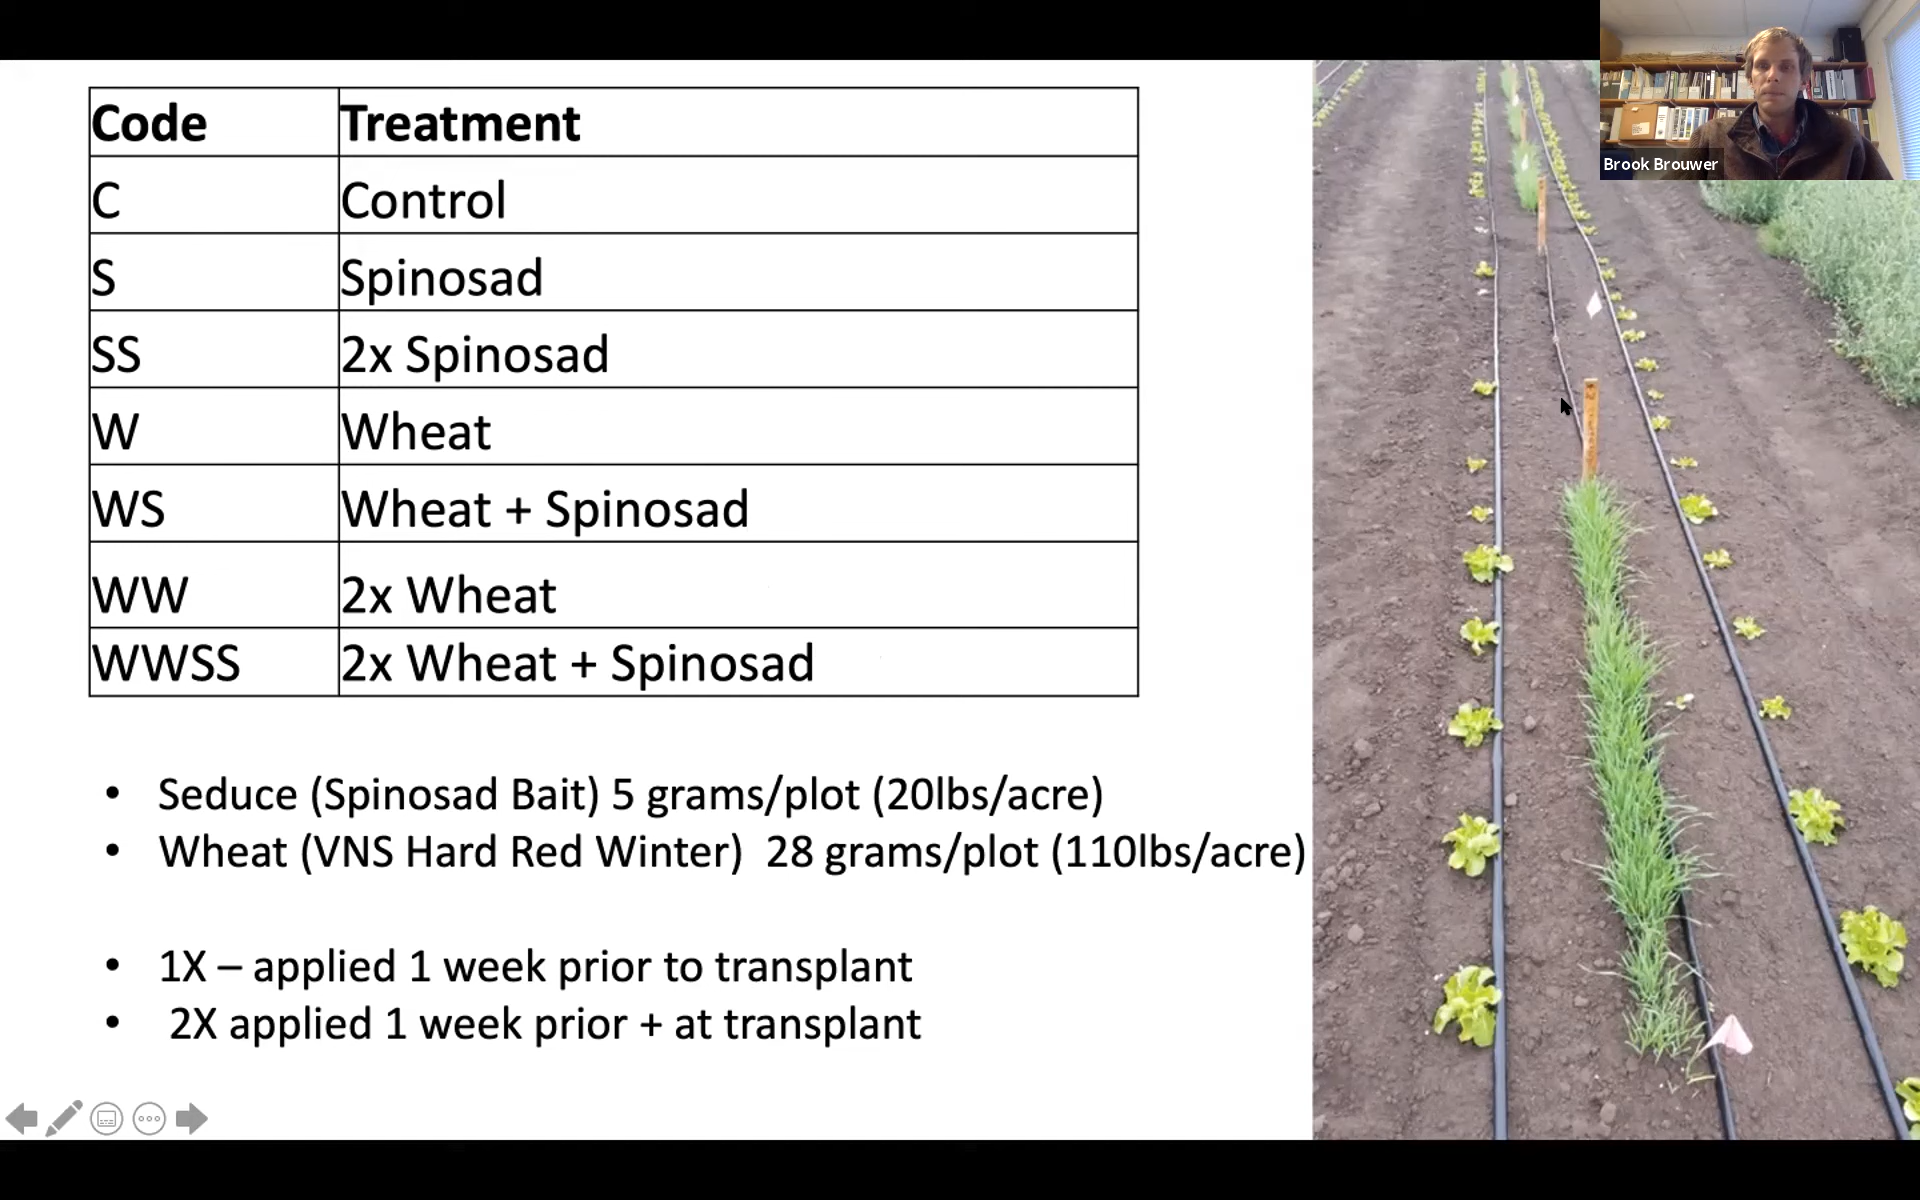 Code Treatment
C Control
S Spinosad
SS 2x Spinosad
W Wheat
WS Wheat + Spinosad
WW 2x Wheat
WWSS 2x Wheat + Spinosad
• Seduce (Spinosad Bait) 5 grams/plot (20lbs/acre)
• Wheat (VNS Hard Red Winter) 28 grams/plot (110lbs/acre)
• 1X – applied 1 week prior to transplant
• 2X applied 1 week prior + at transplant
Brook Brouwer